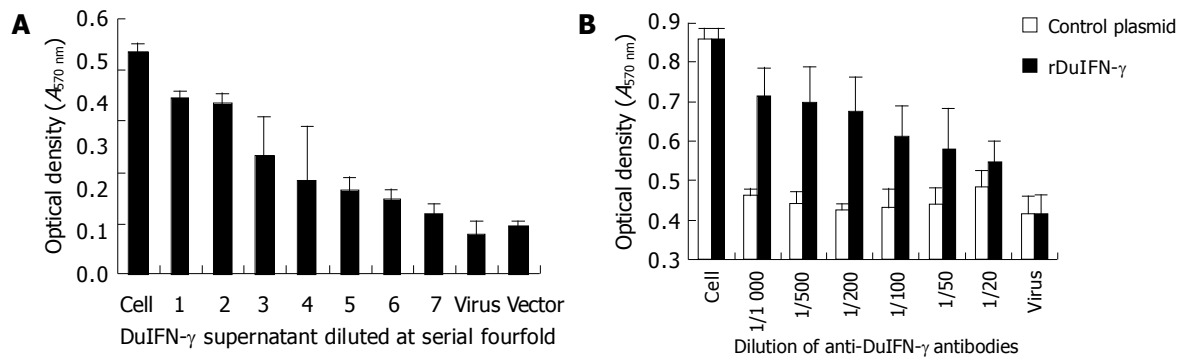 A
Optical density (A570 nm)
0.6
0.5
0.4
0.3
0.2
0.1
0.0
Cell 1 2 3 4 5 6 7 Virus Vector
DuIFN-γ supernatant diluted at serial fourfold
B
Optical density (A570 nm)
0.9
0.8
0.7
0.6
0.5
0.4
0.3
Control plasmid
rDuIFN-γ
Cell 1/1 000 1/500 1/200 1/100 1/50 1/20 Virus
Dilution of anti-DuIFN-γ antibodies